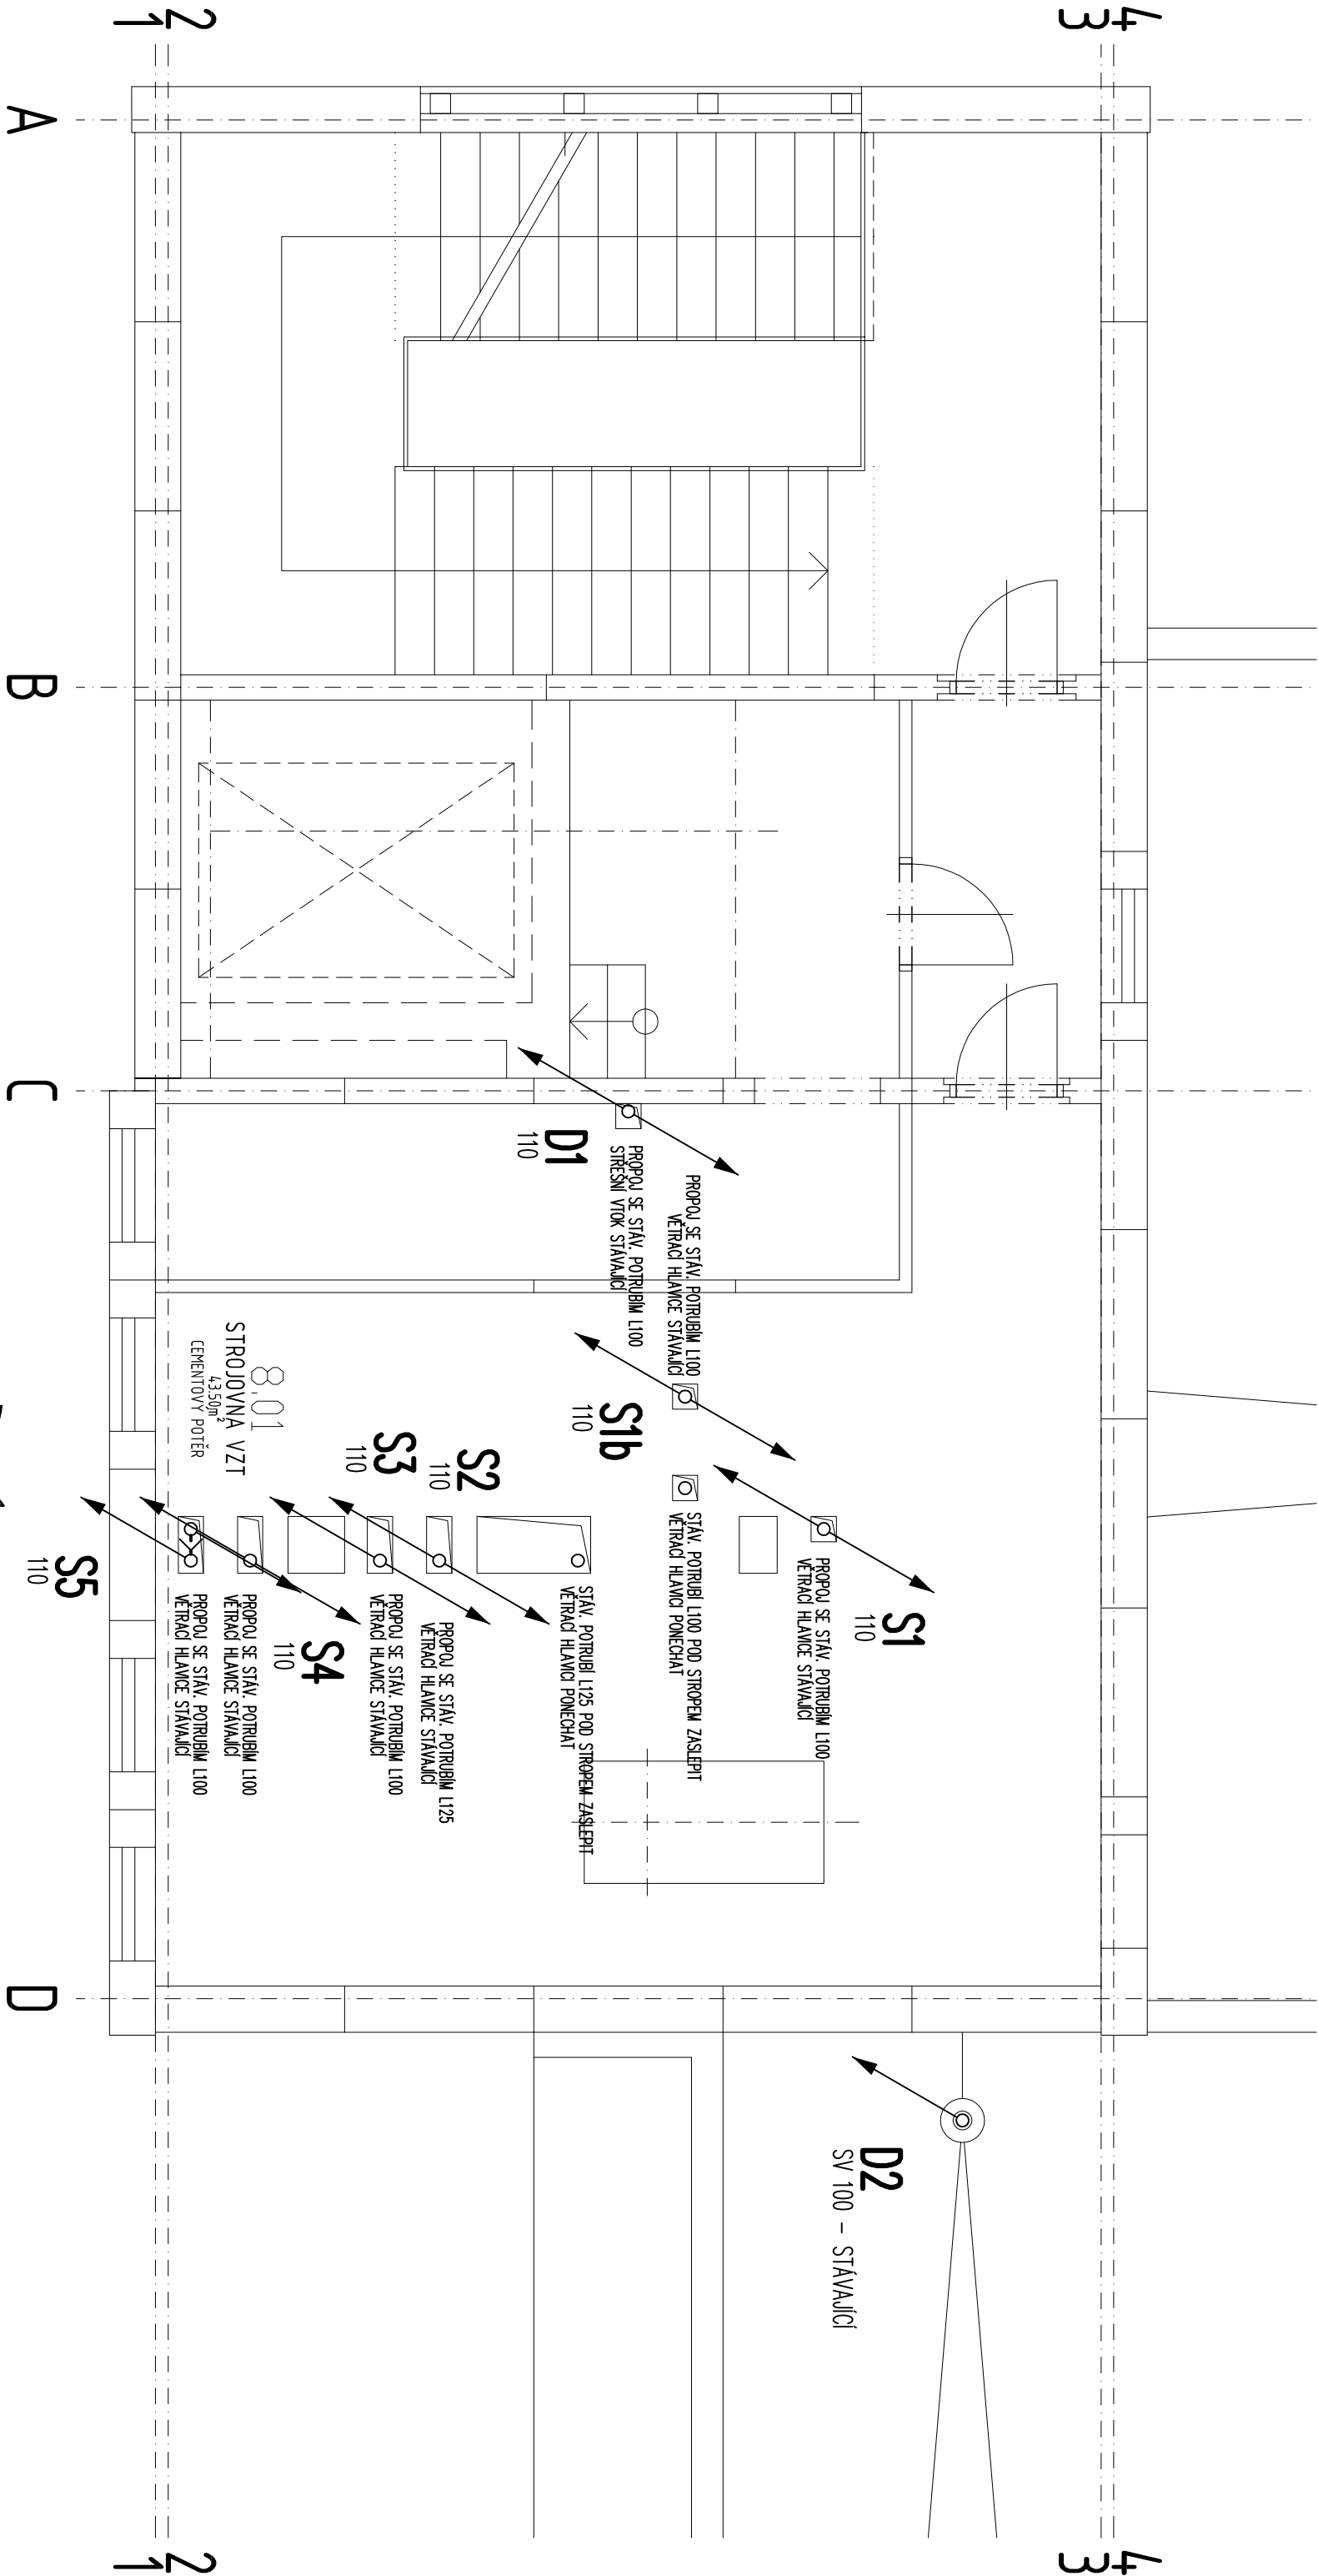 A
B
C
D
4
3
2
1
4
3
2
1
D1
110
PROPOJ SE STÁV. POTRUBÍM L100
STŘEŠNÍ VTOK STÁVAJÍCÍ
PROPOJ SE STÁV. POTRUBÍM L100
VĚTRACÍ HLAVICE STÁVAJÍCÍ
S1b
110
S1
110
PROPOJ SE STÁV. POTRUBÍM L100
VĚTRACÍ HLAVICE STÁVAJÍCÍ
STÁV. POTRUBÍ L100 POD STROPEM ZASLEPIT
VĚTRACÍ HLAVICI PONECHAT
STÁV. POTRUBÍ L125 POD STROPEM ZASLEPIT
VĚTRACÍ HLAVICI PONECHAT
S2
110
PROPOJ SE STÁV. POTRUBÍM L125
VĚTRACÍ HLAVICE STÁVAJÍCÍ
S3
110
PROPOJ SE STÁV. POTRUBÍM L100
VĚTRACÍ HLAVICE STÁVAJÍCÍ
S4
110
PROPOJ SE STÁV. POTRUBÍM L100
VĚTRACÍ HLAVICE STÁVAJÍCÍ
PROPOJ SE STÁV. POTRUBÍM L100
VĚTRACÍ HLAVICE STÁVAJÍCÍ
S5
110
8.01
STROJOVNA VZT
43.50m²
CEMENTOVÝ POTĚR
D2
SV 100 - STÁVAJÍCÍ